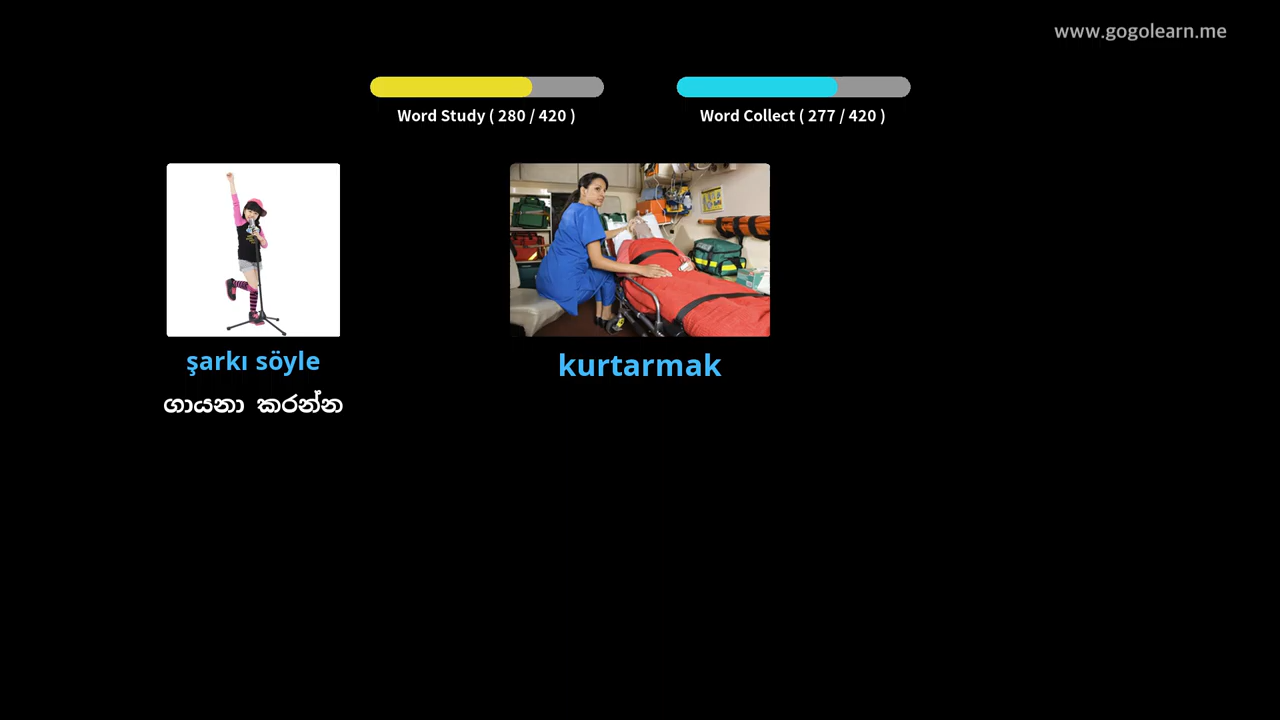 www.gogolearn.me
Word Study ( 280 / 420 )
Word Collect ( 277 / 420 )
şarkı söyle
ගායනා කරන්න
kurtarmak